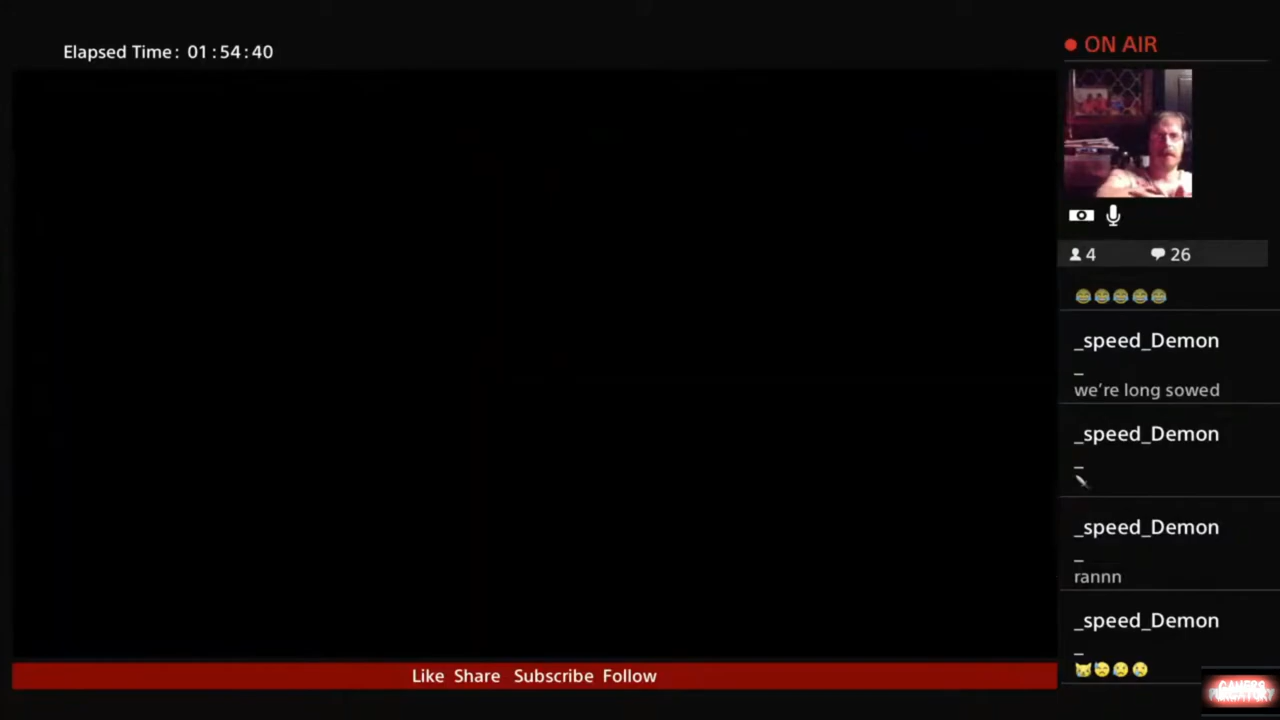 Elapsed Time: 01:54:40
ON AIR
4 26
_speed_Demon
_
we're long sowed
_speed_Demon
_
_speed_Demon
_
rannn
_speed_Demon
_
Like Share Subscribe Follow
GAMERS